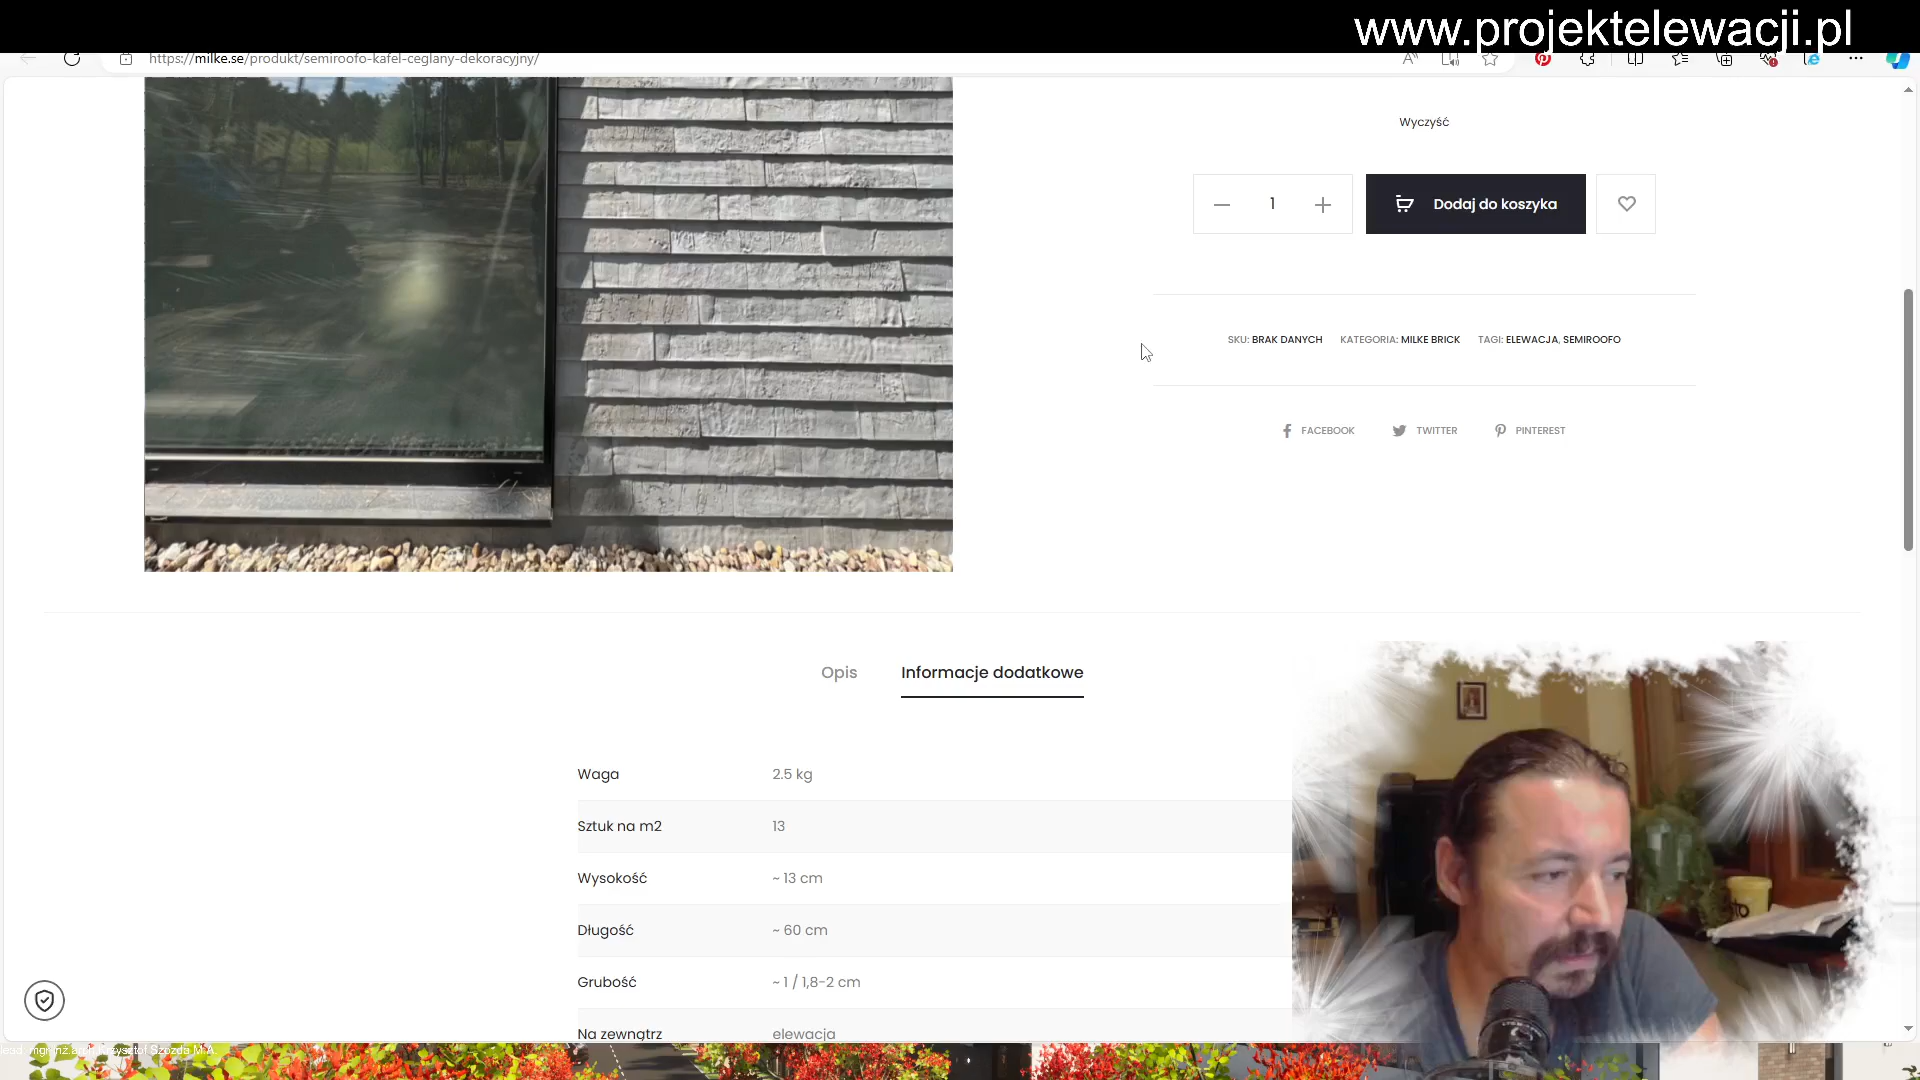 www.projektelewacji.pl
https://milke.se/produkt/semiroofo-kafel-ceglany-dekoracyjny/
Wyczyść
1
Dodaj do koszyka
SKU: BRAK DANYCH KATEGORIA: MILKE BRICK TAGI: ELEWACJA, SEMIROOFO
FACEBOOK TWITTER PINTEREST
Opis Informacje dodatkowe
Waga 2.5 kg
Sztuk na m2 13
Wysokość ~ 13 cm
Długość ~ 60 cm
Grubość ~ 1 / 1,8-2 cm
Na zewnątrz elewacja
Krzysztof Szozda M.A.